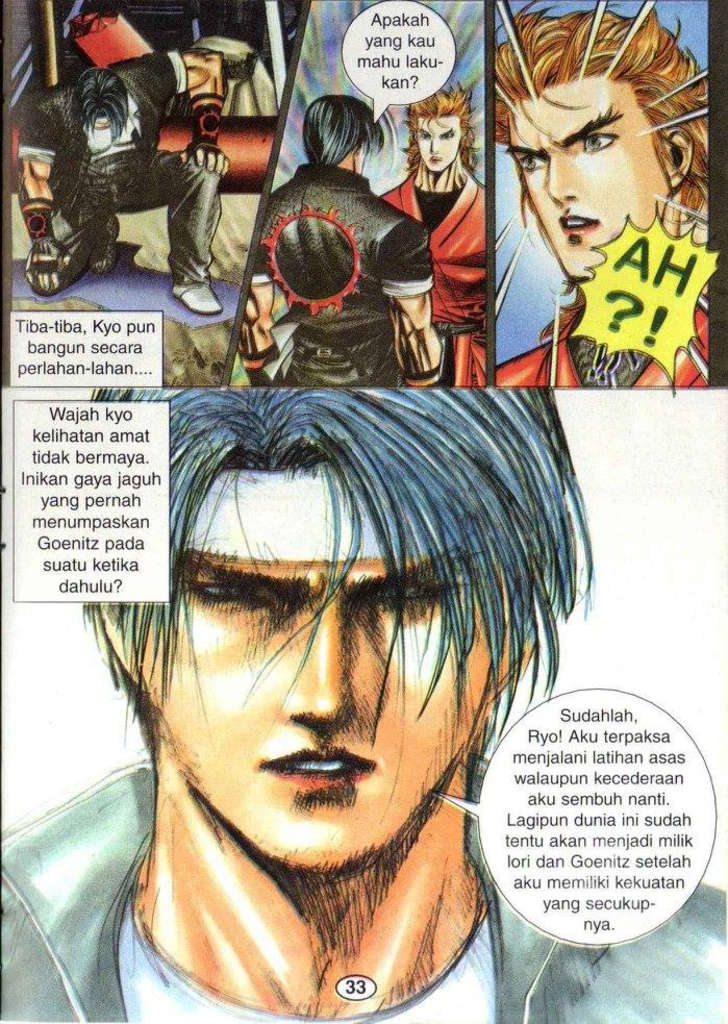 Tiba-tiba, Kyo pun
bangun secara
perlahan-lahan....
Apakah
yang kau
mahu laku-
kan?
AH
?!
Wajah kyo
kelihatan amat
tidak bermaya.
Inikan gaya jaguh
yang pernah
menumpaskan
Goenitz pada
suatu ketika
dahulu?
Sudahlah,
Ryo! Aku terpaksa
menjalani latihan asas
walaupun kecederaan
aku sembuh nanti.
Lagipun dunia ini sudah
tentu akan menjadi milik
lori dan Goenitz setelah
aku memiliki kekuatan
yang secukup-
nya.
33